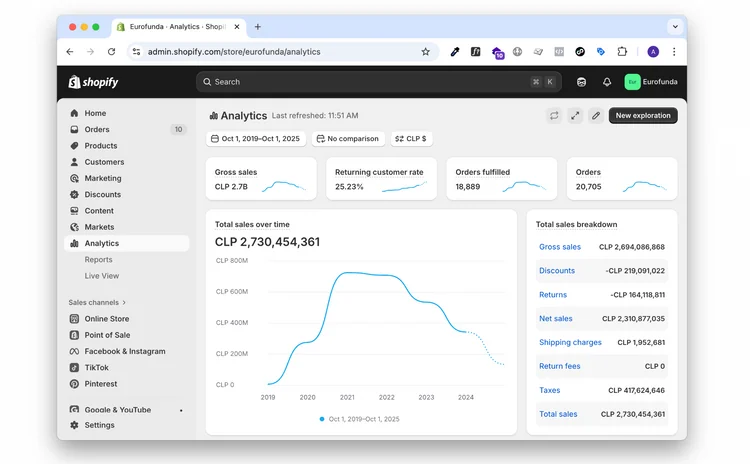 Eurofunda · Analytics · Shopif
admin.shopify.com/store/eurofunda/analytics
10
A
shopify
Search
⌘ K
Eur
Eurofunda
Home
Orders 10
Products
Customers
Marketing
Discounts
Content
Markets
Analytics
Reports
Live View
Sales channels >
Online Store
Point of Sale
Facebook & Instagram
TikTok
Pinterest
Google & YouTube
Settings
Analytics Last refreshed: 11:51 AM
New exploration
Oct 1, 2019–Oct 1, 2025
No comparison
CLP $
Gross sales
CLP 2.7B
Returning customer rate
25.23%
Orders fulfilled
18,889
Orders
20,705
Total sales over time
CLP 2,730,454,361
CLP 800M
CLP 600M
CLP 400M
CLP 200M
CLP 0
2019 2020 2021 2022 2023 2024
Oct 1, 2019–Oct 1, 2025
Total sales breakdown
Gross sales CLP 2,694,086,868
Discounts -CLP 219,091,022
Returns -CLP 164,118,811
Net sales CLP 2,310,877,035
Shipping charges CLP 1,952,681
Return fees CLP 0
Taxes CLP 417,624,646
Total sales CLP 2,730,454,361